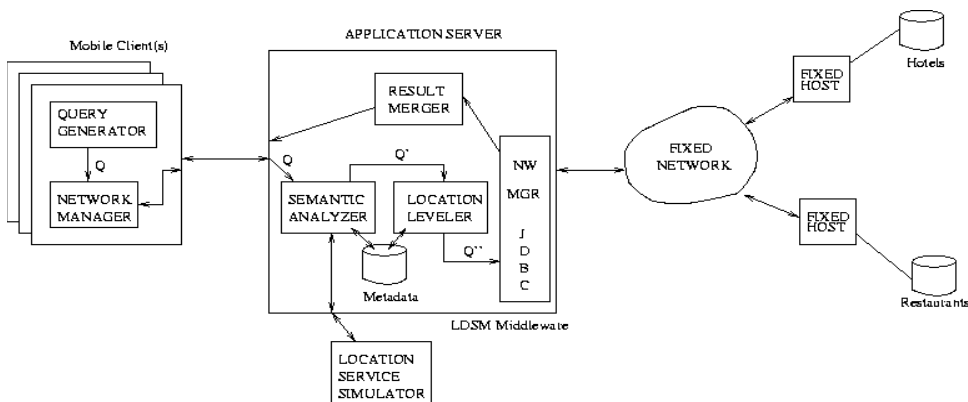 Mobile Client(s)
QUERY
GENERATOR
Q
NETWORK
MANAGER
APPLICATION SERVER
RESULT
MERGER
Q
Q`
SEMANTIC
ANALYZER
LOCATION
LEVELER
Q``
Metadata
NW
MGR
J
D
B
C
LDSM Middleware
LOCATION
SERVICE
SIMULATOR
FIXED
NETWORK
FIXED
HOST
Hotels
FIXED
HOST
Restaurants